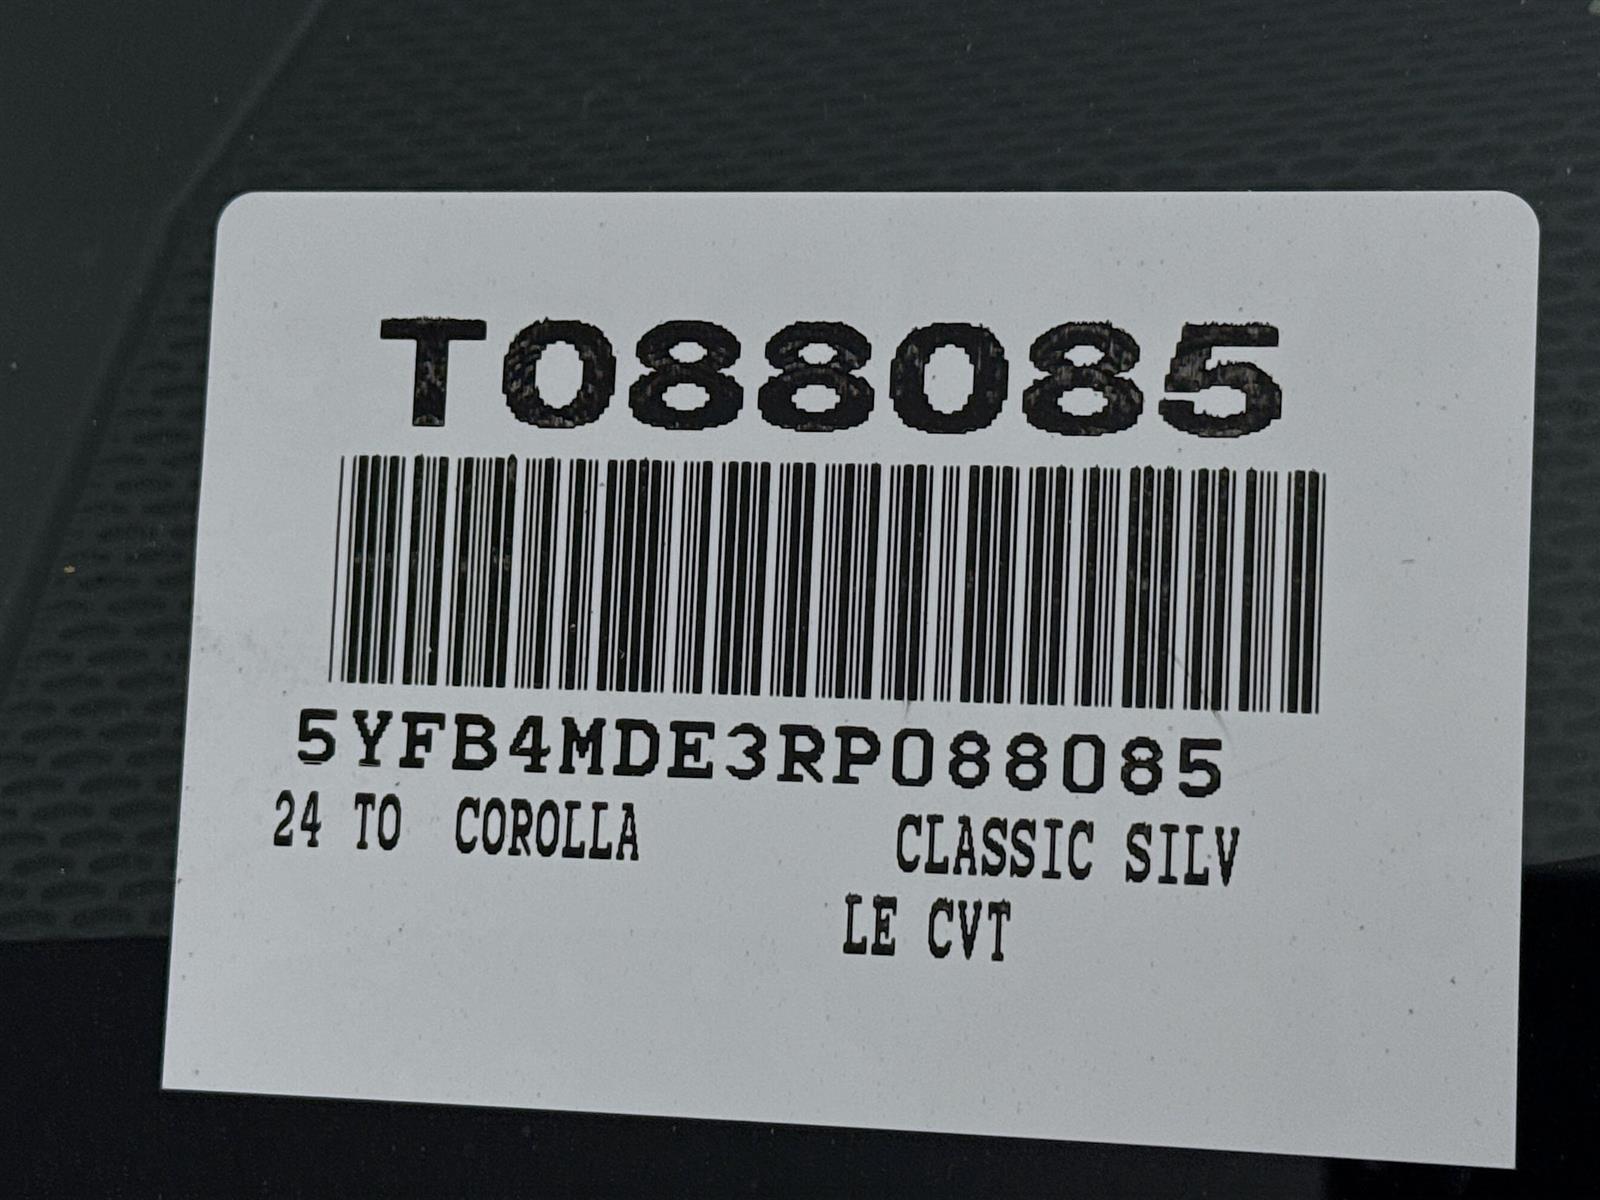 T088085
5YFB4MDE3RP088085
24 TO COROLLA CLASSIC SILV
LE CVT